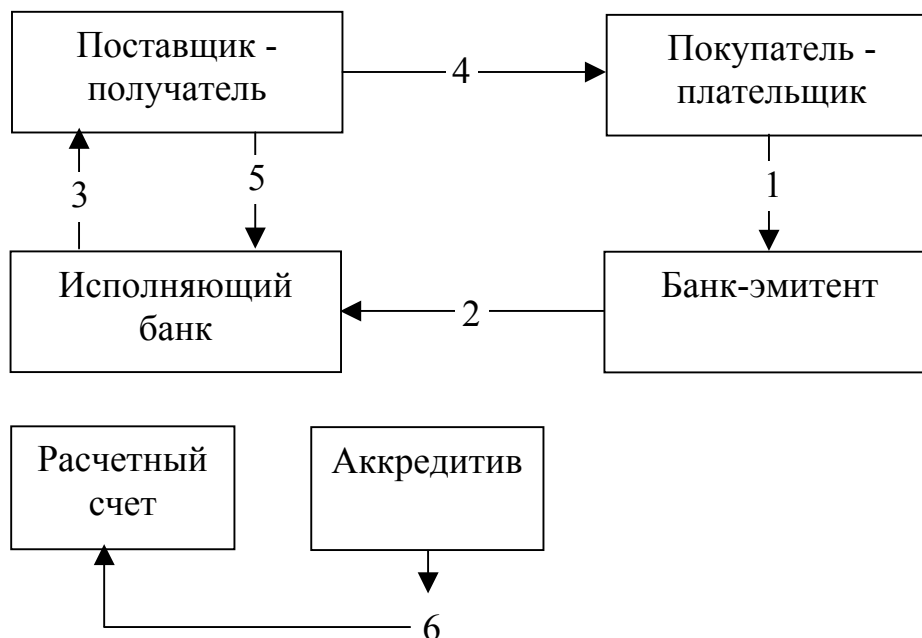 Поставщик -
получатель
4
Покупатель -
плательщик
3
5
1
Исполняющий
банк
2
Банк-эмитент
Расчетный
счет
Аккредитив
6